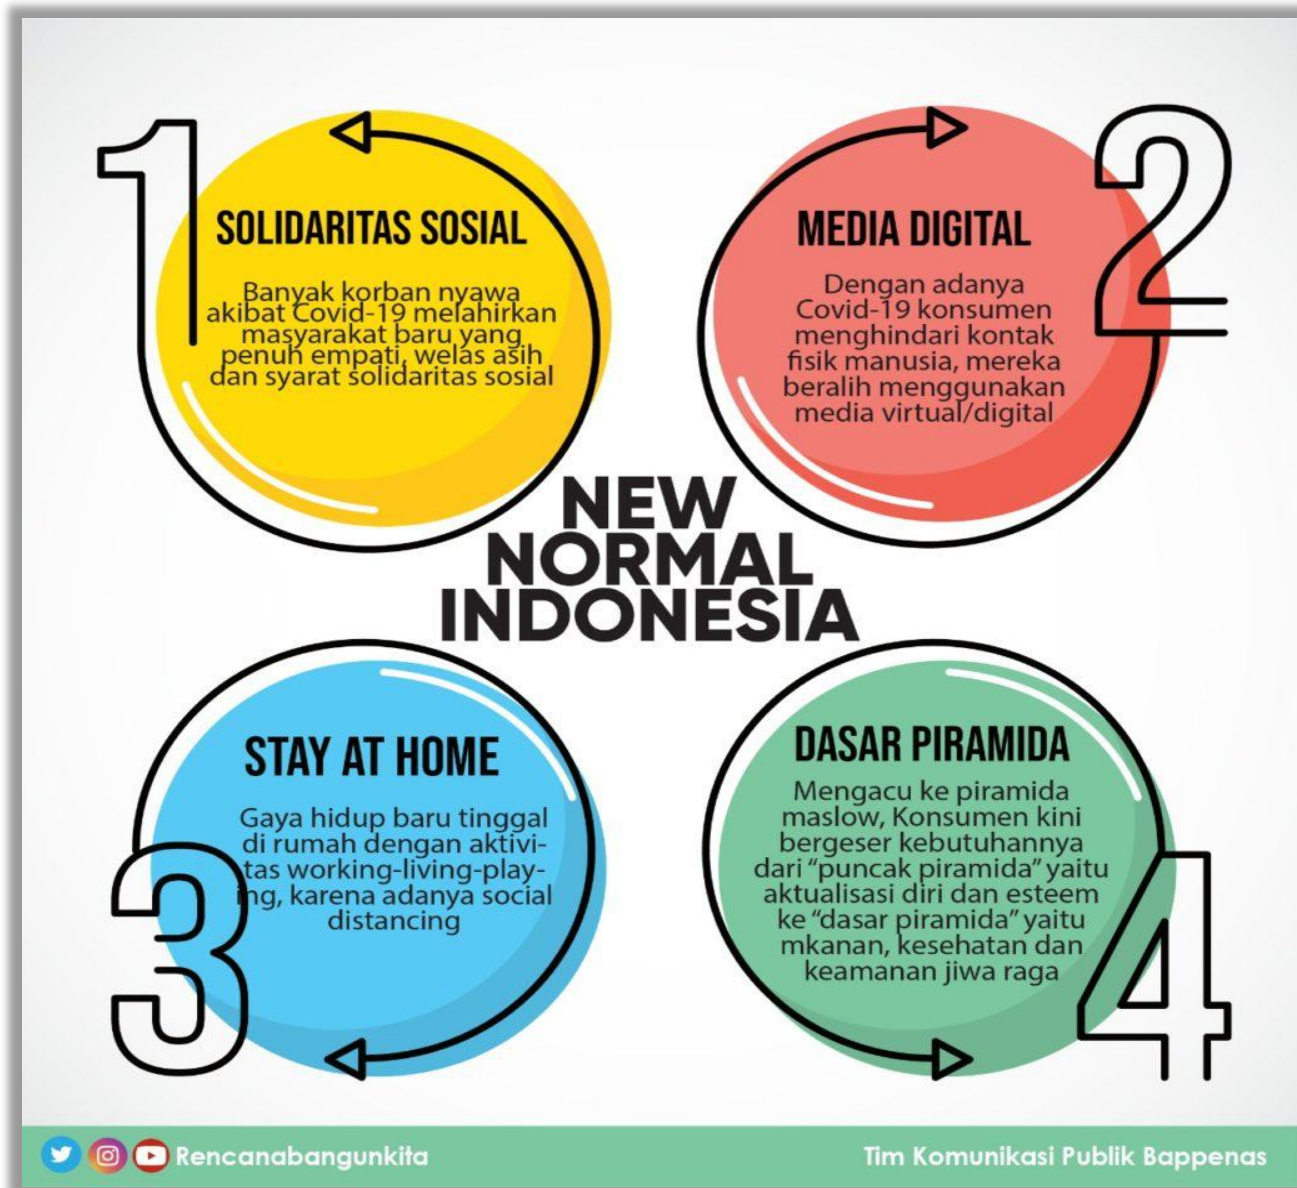 1
SOLIDARITAS SOSIAL
Banyak korban nyawa
akibat Covid-19 melahirkan
masyarakat baru yang
penuh empati, welas asih
dan syarat solidaritas sosial
2
MEDIA DIGITAL
Dengan adanya
Covid-19 konsumen
menghindari kontak
fisik manusia, mereka
beralih menggunakan
media virtual/digital
NEW
NORMAL
INDONESIA
3
STAY AT HOME
Gaya hidup baru tinggal
di rumah dengan aktivi-
tas working-living-play-
ing, karena adanya social
distancing
4
DASAR PIRAMIDA
Mengacu ke piramida
maslow, Konsumen kini
bergeser kebutuhannya
dari “puncak piramida” yaitu
aktualisasi diri dan esteem
ke “dasar piramida” yaitu
mkanan, kesehatan dan
keamanan jiwa raga
Rencanabangunkita
Tim Komunikasi Publik Bappenas